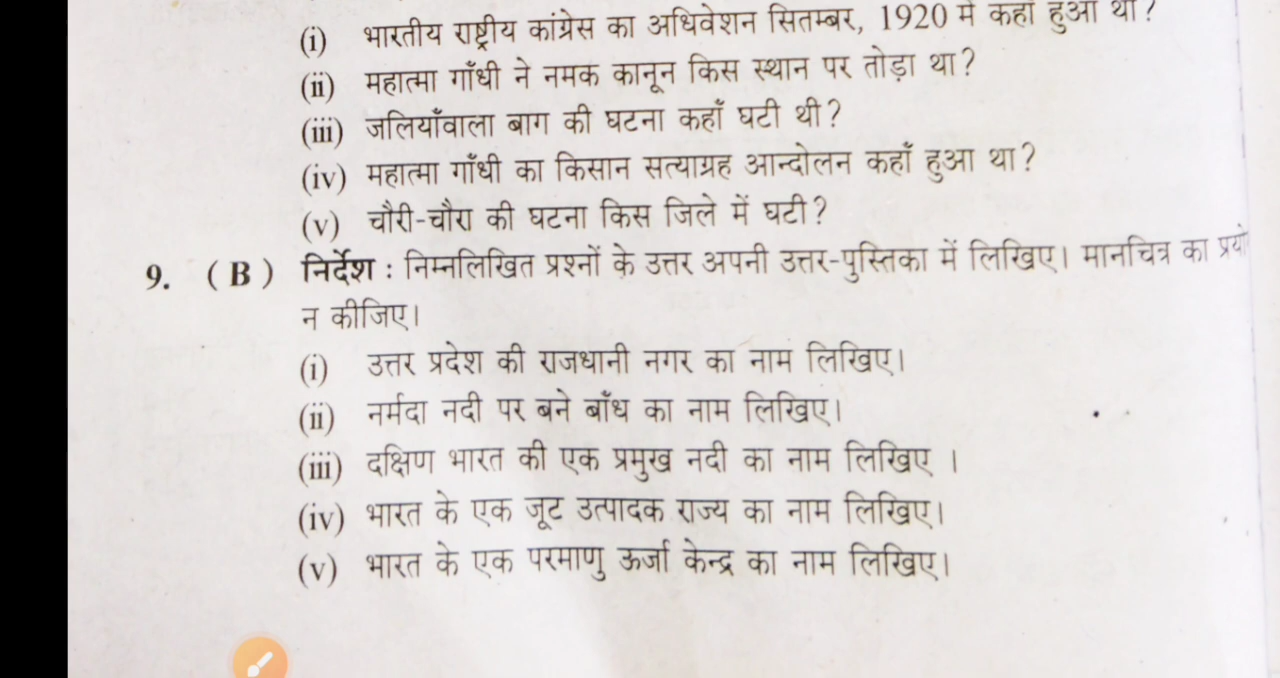 (i) भारतीय राष्ट्रीय कांग्रेस का अधिवेशन सितम्बर, 1920 में कहाँ हुआ था?
(ii) महात्मा गाँधी ने नमक कानून किस स्थान पर तोड़ा था?
(iii) जलियाँवाला बाग की घटना कहाँ घटी थी?
(iv) महात्मा गाँधी का किसान सत्याग्रह आन्दोलन कहाँ हुआ था?
(v) चौरी-चौरा की घटना किस जिले में घटी?
9. (B) निर्देश : निम्नलिखित प्रश्नों के उत्तर अपनी उत्तर-पुस्तिका में लिखिए। मानचित्र का प्रयो
न कीजिए।
(i) उत्तर प्रदेश की राजधानी नगर का नाम लिखिए।
(ii) नर्मदा नदी पर बने बाँध का नाम लिखिए।
(iii) दक्षिण भारत की एक प्रमुख नदी का नाम लिखिए ।
(iv) भारत के एक जूट उत्पादक राज्य का नाम लिखिए।
(v) भारत के एक परमाणु ऊर्जा केन्द्र का नाम लिखिए।